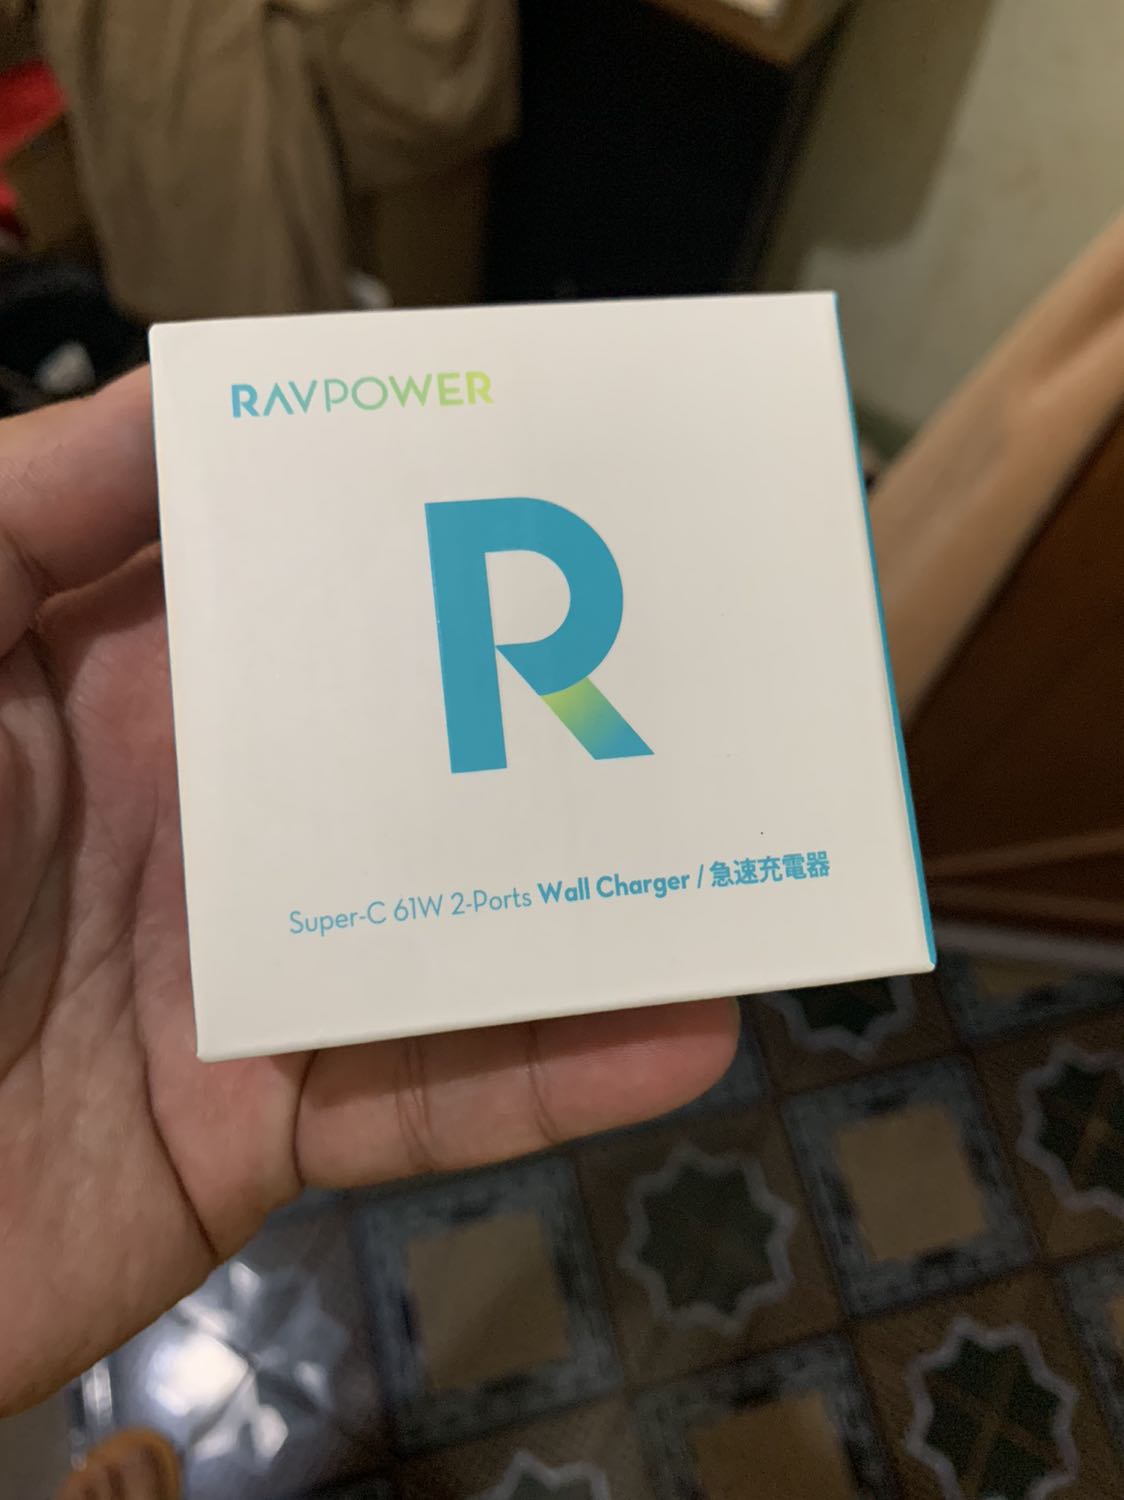 RAVPOWER
R
Super-C 61W 2-Ports Wall Charger / 急速充電器